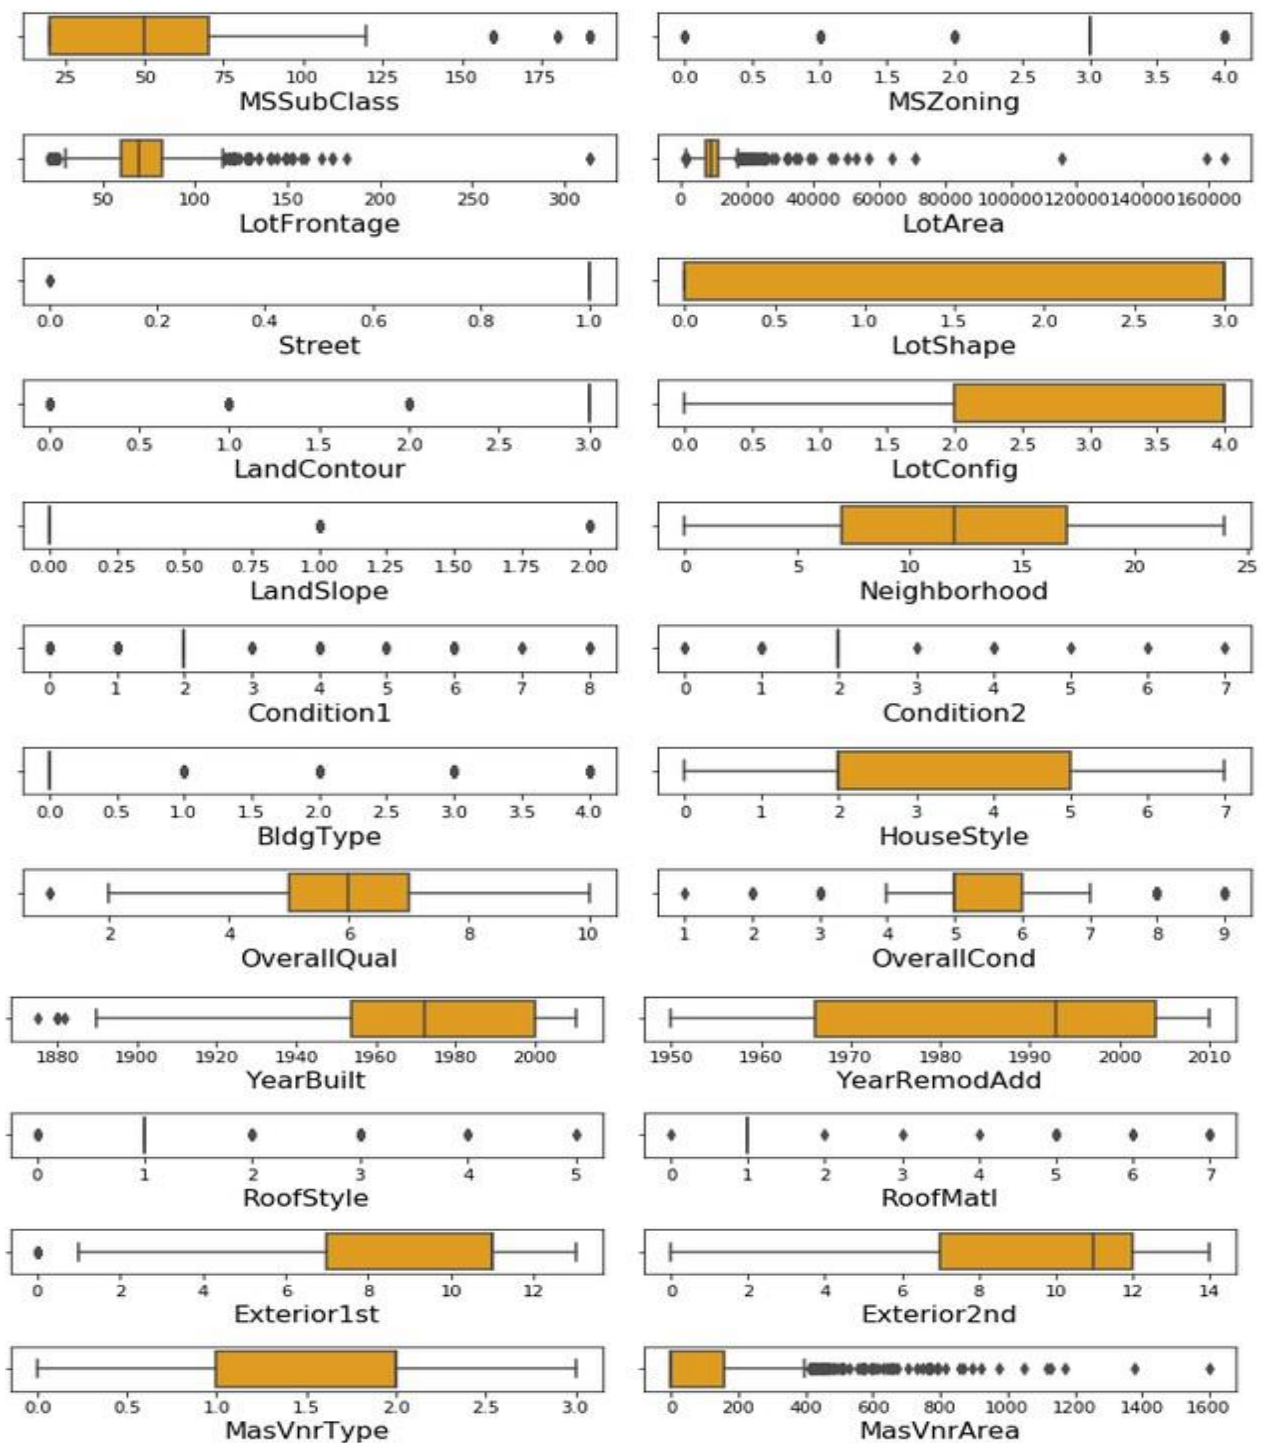 25 50 75 100 125 150 175
MSSubClass
0.0 0.5 1.0 1.5 2.0 2.5 3.0 3.5 4.0
MSZoning
50 100 150 200 250 300
LotFrontage
0 20000 40000 60000 80000 100000120000140000160000
LotArea
0.0 0.2 0.4 0.6 0.8 1.0
Street
0.0 0.5 1.0 1.5 2.0 2.5 3.0
LotShape
0.0 0.5 1.0 1.5 2.0 2.5 3.0
LandContour
0.0 0.5 1.0 1.5 2.0 2.5 3.0 3.5 4.0
LotConfig
0.00 0.25 0.50 0.75 1.00 1.25 1.50 1.75 2.00
LandSlope
0 5 10 15 20 25
Neighborhood
0 1 2 3 4 5 6 7 8
Condition1
0 1 2 3 4 5 6 7
Condition2
0.0 0.5 1.0 1.5 2.0 2.5 3.0 3.5 4.0
BldgType
0 1 2 3 4 5 6 7
HouseStyle
2 4 6 8 10
OverallQual
1 2 3 4 5 6 7 8 9
OverallCond
1880 1900 1920 1940 1960 1980 2000
YearBuilt
1950 1960 1970 1980 1990 2000 2010
YearRemodAdd
0 1 2 3 4 5
RoofStyle
0 1 2 3 4 5 6 7
RoofMatl
0 2 4 6 8 10 12
Exterior1st
0 2 4 6 8 10 12 14
Exterior2nd
0.0 0.5 1.0 1.5 2.0 2.5 3.0
MasVnrType
0 200 400 600 800 1000 1200 1400 1600
MasVnrArea